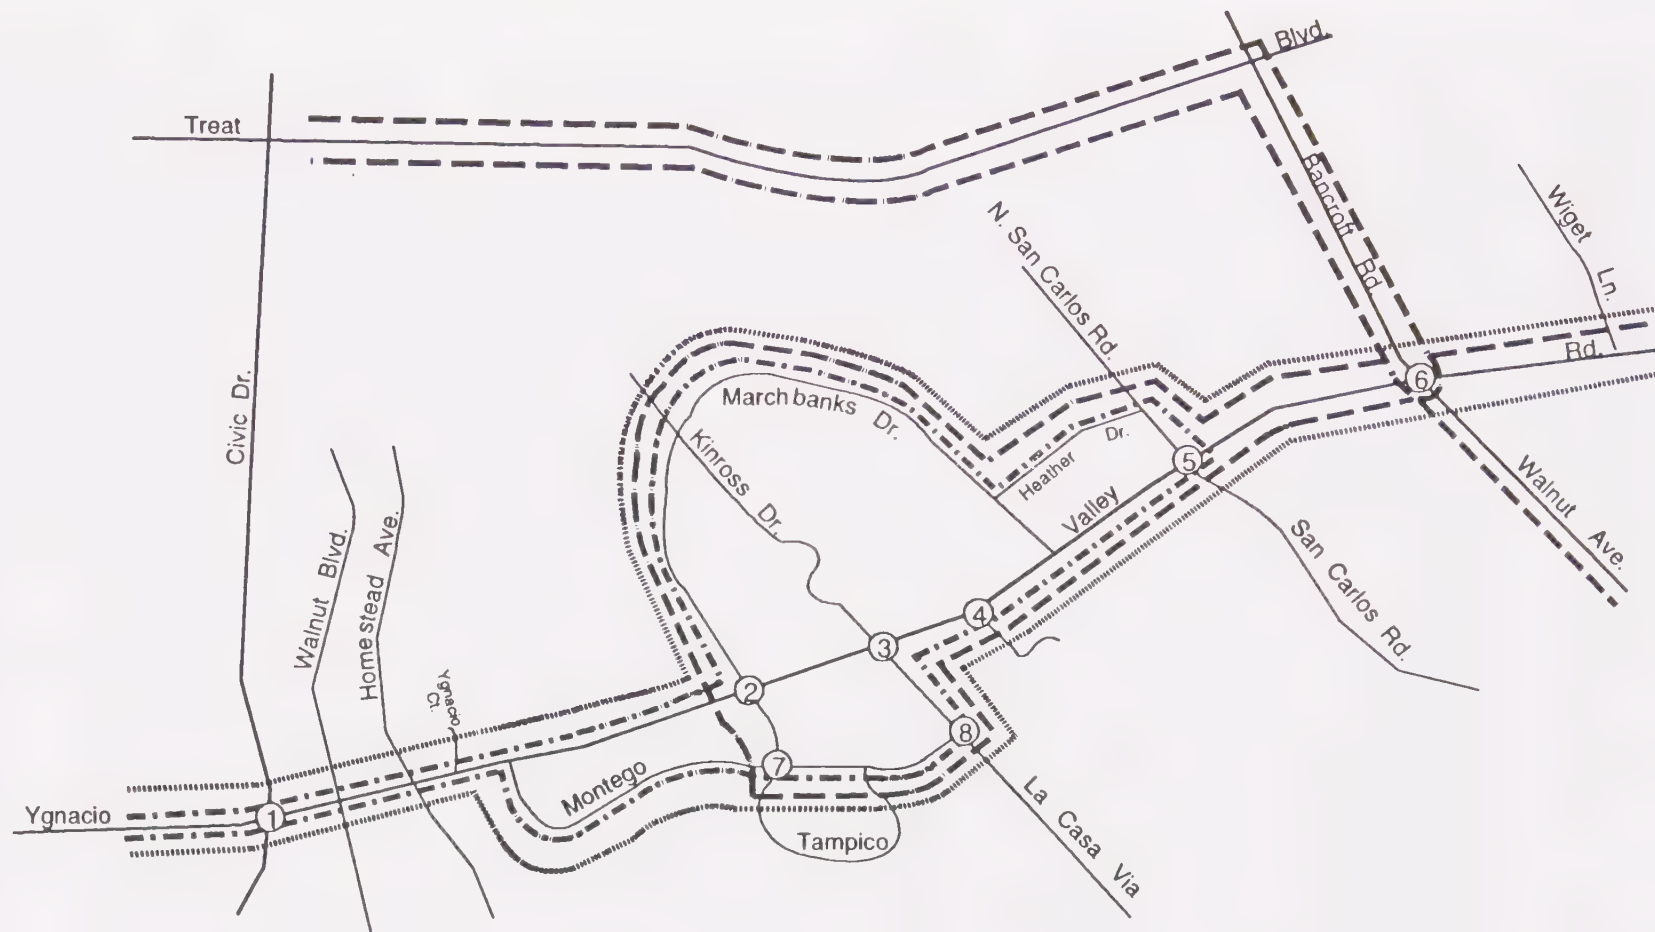 Blvd.
Treat
Bancroft
Rd.
Wiget
Ln.
N. San Carlos Rd.
Rd.
Civic Dr.
Marchbanks
Dr.
Kinross
Dr.
Heather
Dr.
Valley
Walnut Blvd.
Homestead Ave.
Ygnacio
Ct.
Walnut Ave.
San Carlos Rd.
6
5
4
3
2
8
7
1
Montego
Ygnacio
Tampico
La Casa Via